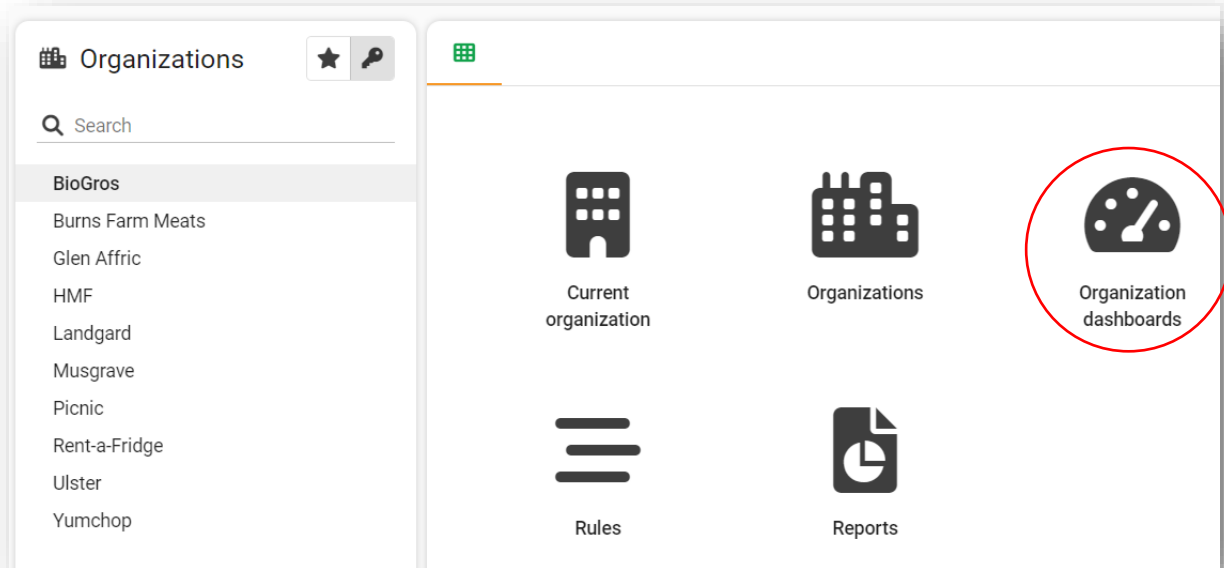 Organizations
Search
BioGros
Burns Farm Meats
Glen Affric
HMF
Landgard
Musgrave
Picnic
Rent-a-Fridge
Ulster
Yumchop
Current
organization
Organizations
Organization
dashboards
Rules
Reports